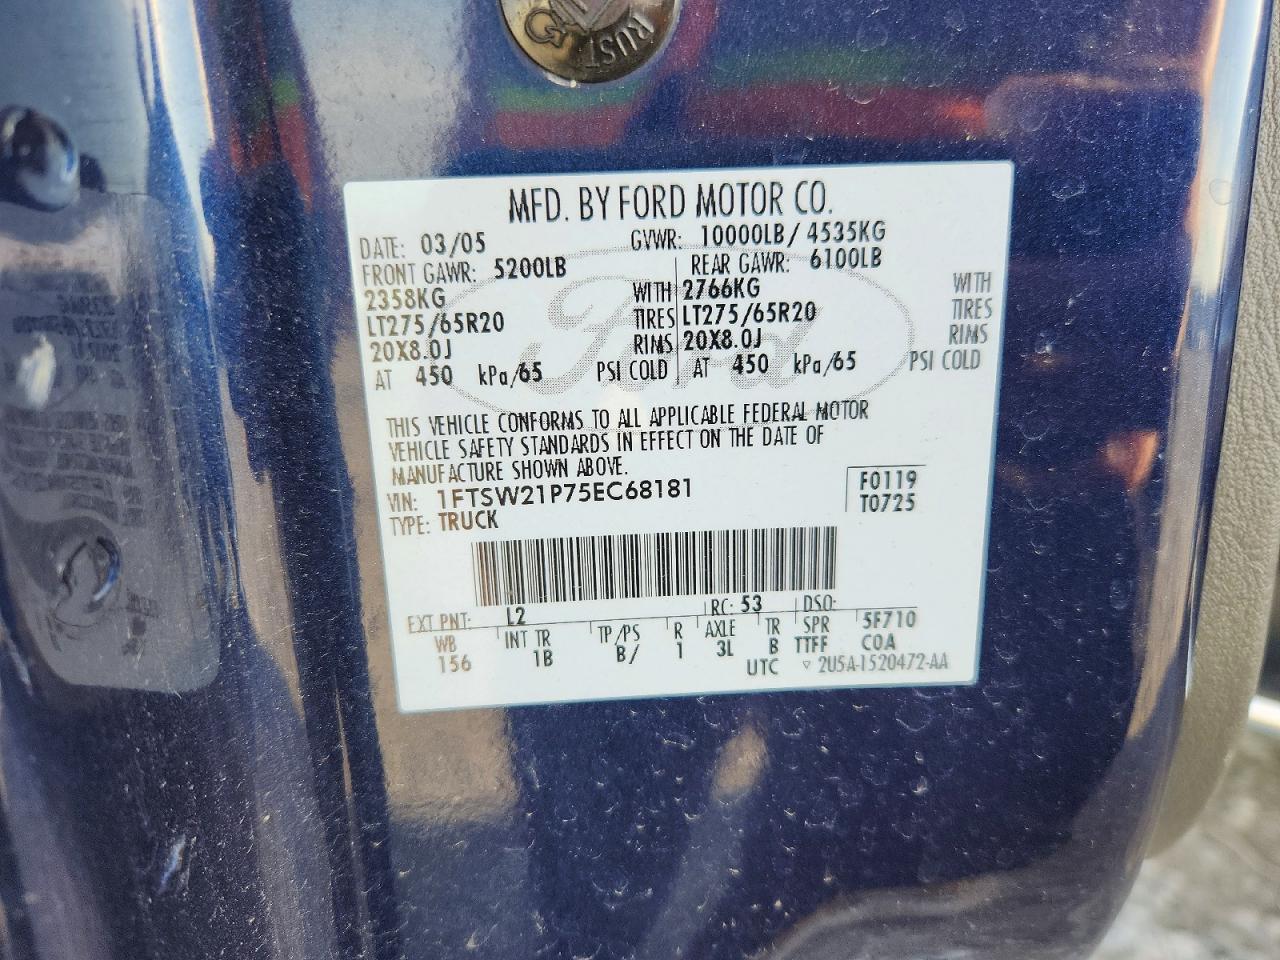 RUST
MFD. BY FORD MOTOR CO.
DATE: 03/05 GVWR: 10000LB/ 4535KG
FRONT GAWR: 5200LB REAR GAWR: 6100LB
2358KG WITH 2766KG WITH
LT275/65R20 TIRES LT275/65R20 TIRES
20X8.0J RIMS 20X8.0J RIMS
AT 450 kPa/65 PSI COLD AT 450 kPa/65 PSI COLD
Ford
THIS VEHICLE CONFORMS TO ALL APPLICABLE FEDERAL MOTOR
VEHICLE SAFETY STANDARDS IN EFFECT ON THE DATE OF
MANUFACTURE SHOWN ABOVE.
VIN: 1FTSW21P75EC68181 F0119
TYPE: TRUCK T0725
EXT PNT: L2 RC: 53 DSO:
WB INT TR TP/PS R AXLE TR SPR 5F710
156 1B B/ 1 3L B TTFF COA
UTC ▽ 2U5A-1520472-AA